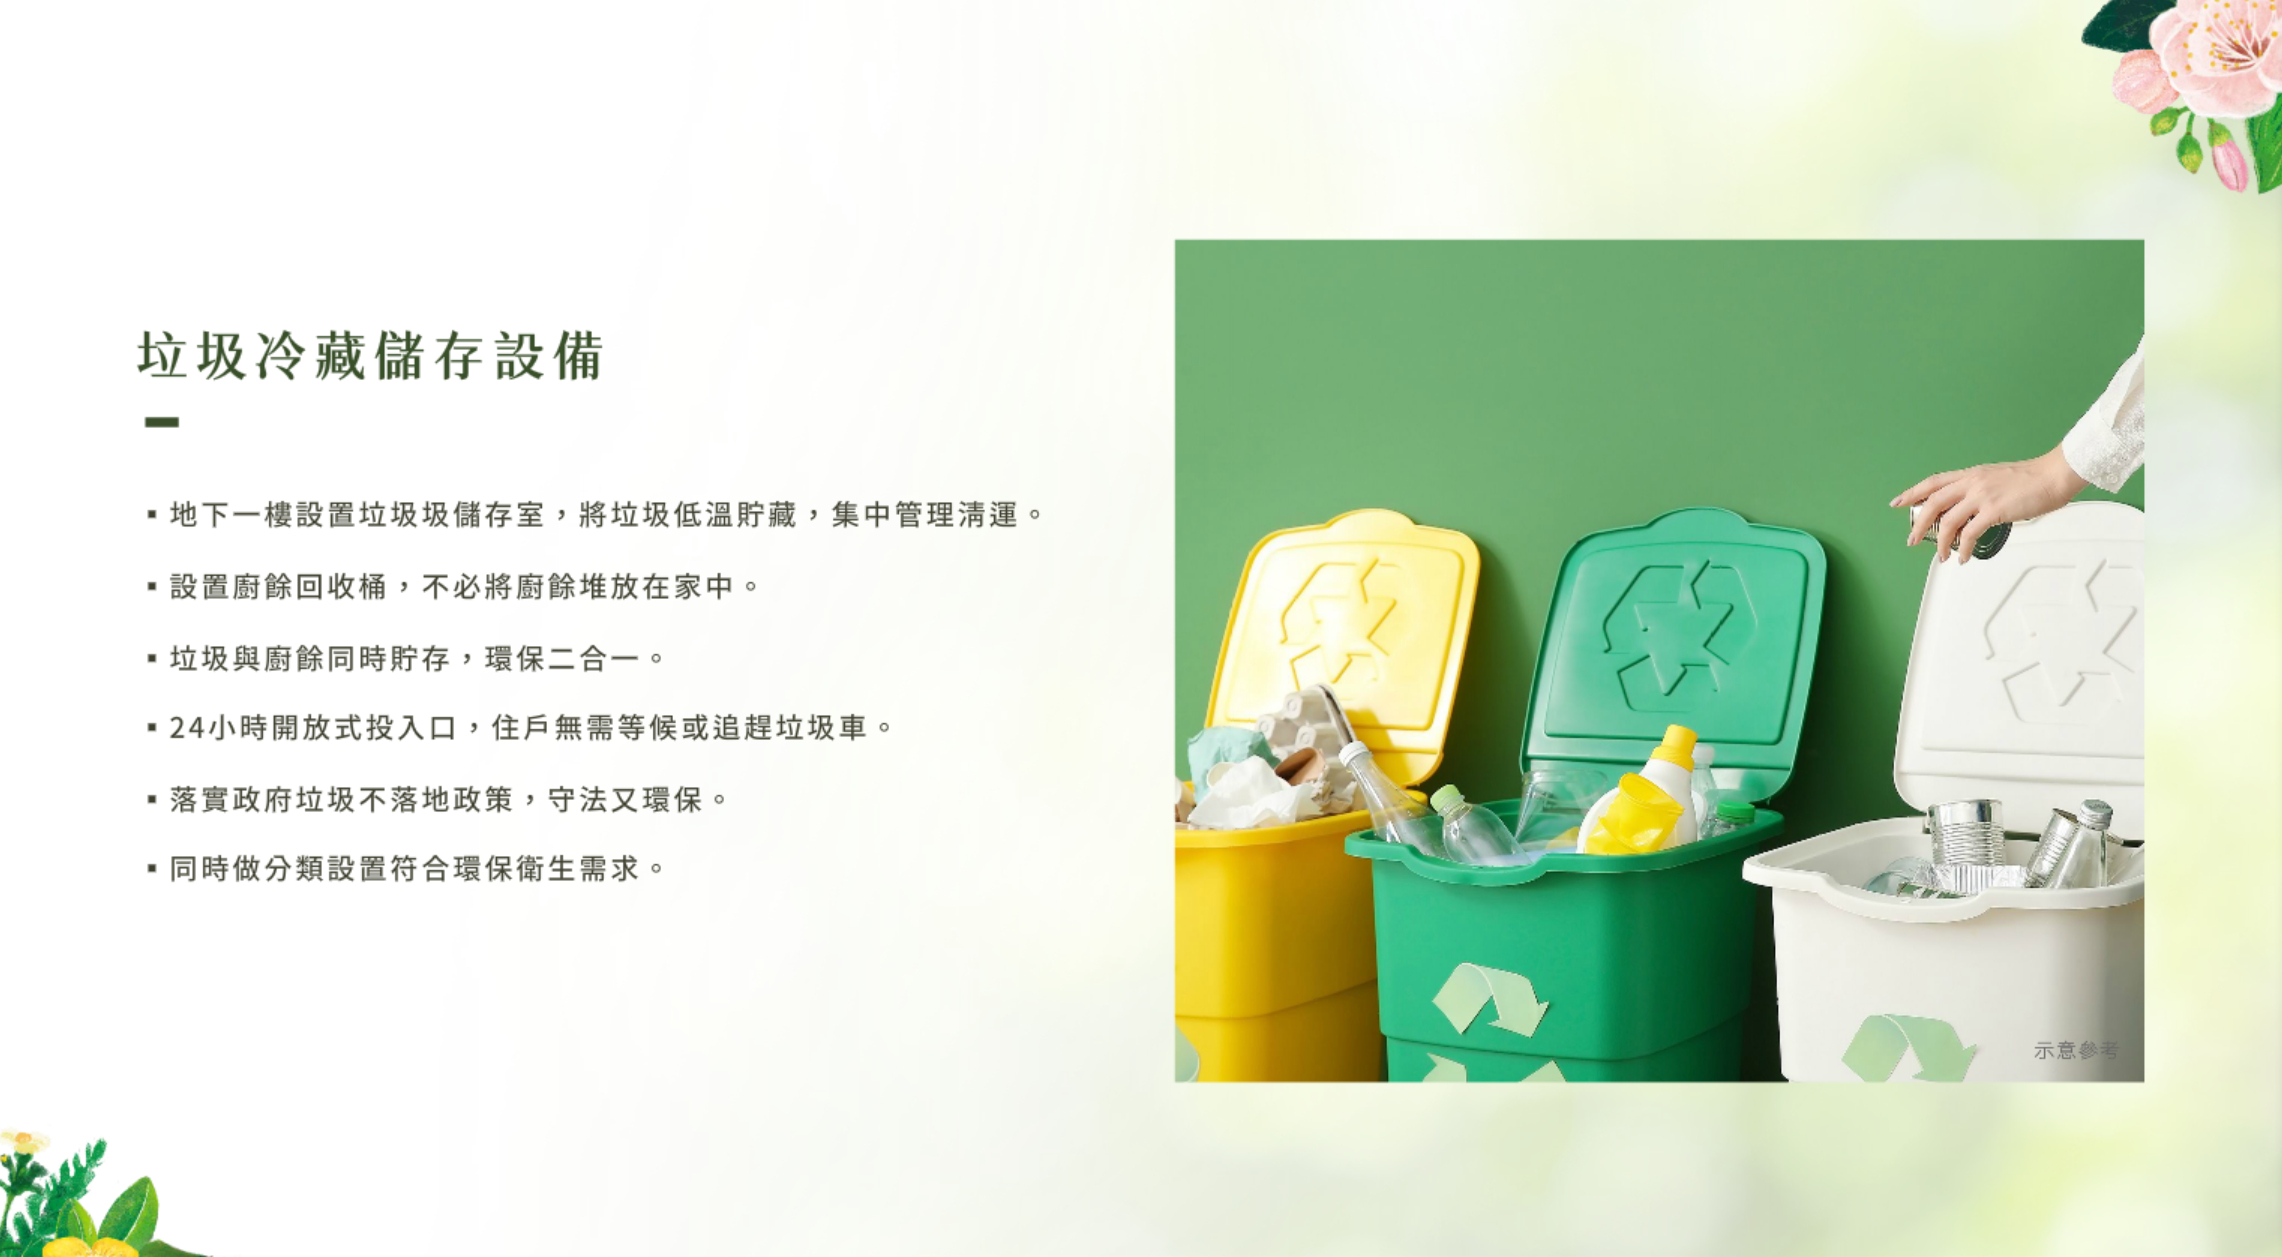 垃圾冷藏儲存設備
▪ 地下一樓設置垃圾圾儲存室，將垃圾低溫貯藏，集中管理清運。
▪ 設置廚餘回收桶，不必將廚餘堆放在家中。
▪ 垃圾與廚餘同時貯存，環保二合一。
▪ 24小時開放式投入口，住戶無需等候或追趕垃圾車。
▪ 落實政府垃圾不落地政策，守法又環保。
▪ 同時做分類設置符合環保衛生需求。
示意參考